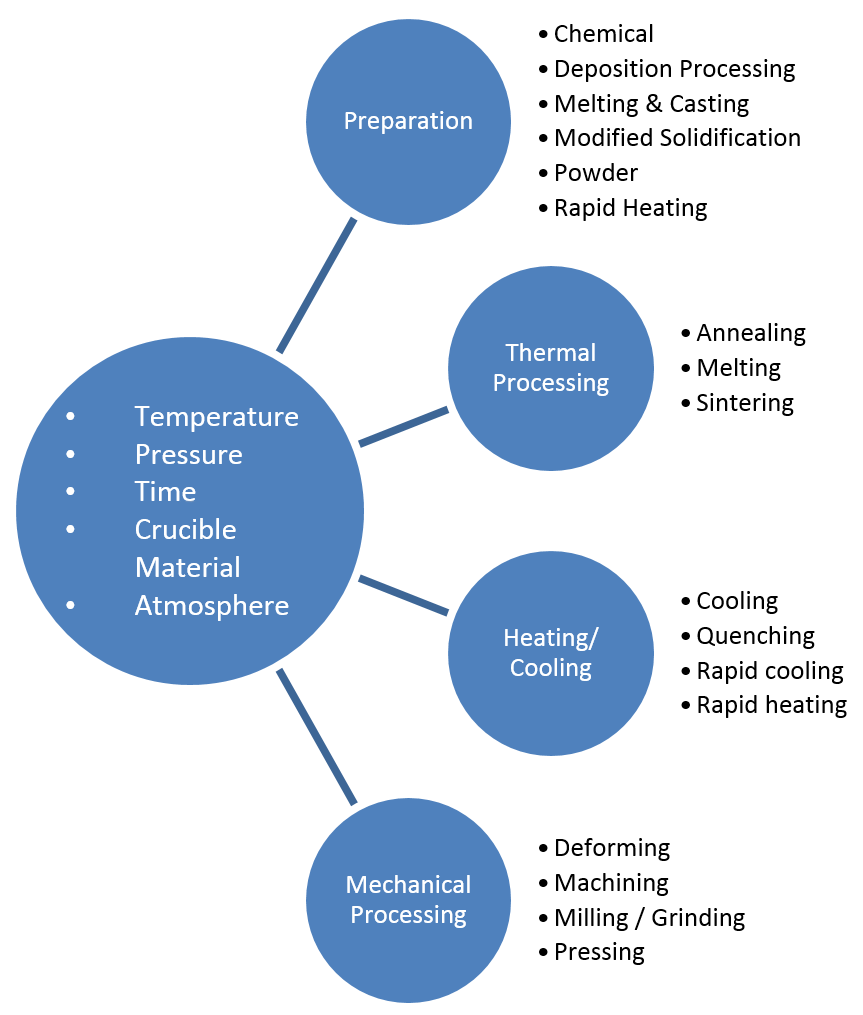 Preparation
• Chemical
• Deposition Processing
• Melting & Casting
• Modified Solidification
• Powder
• Rapid Heating
Thermal
Processing
• Annealing
• Melting
• Sintering
• Temperature
• Pressure
• Time
• Crucible
Material
• Atmosphere
Heating/
Cooling
• Cooling
• Quenching
• Rapid cooling
• Rapid heating
Mechanical
Processing
• Deforming
• Machining
• Milling / Grinding
• Pressing